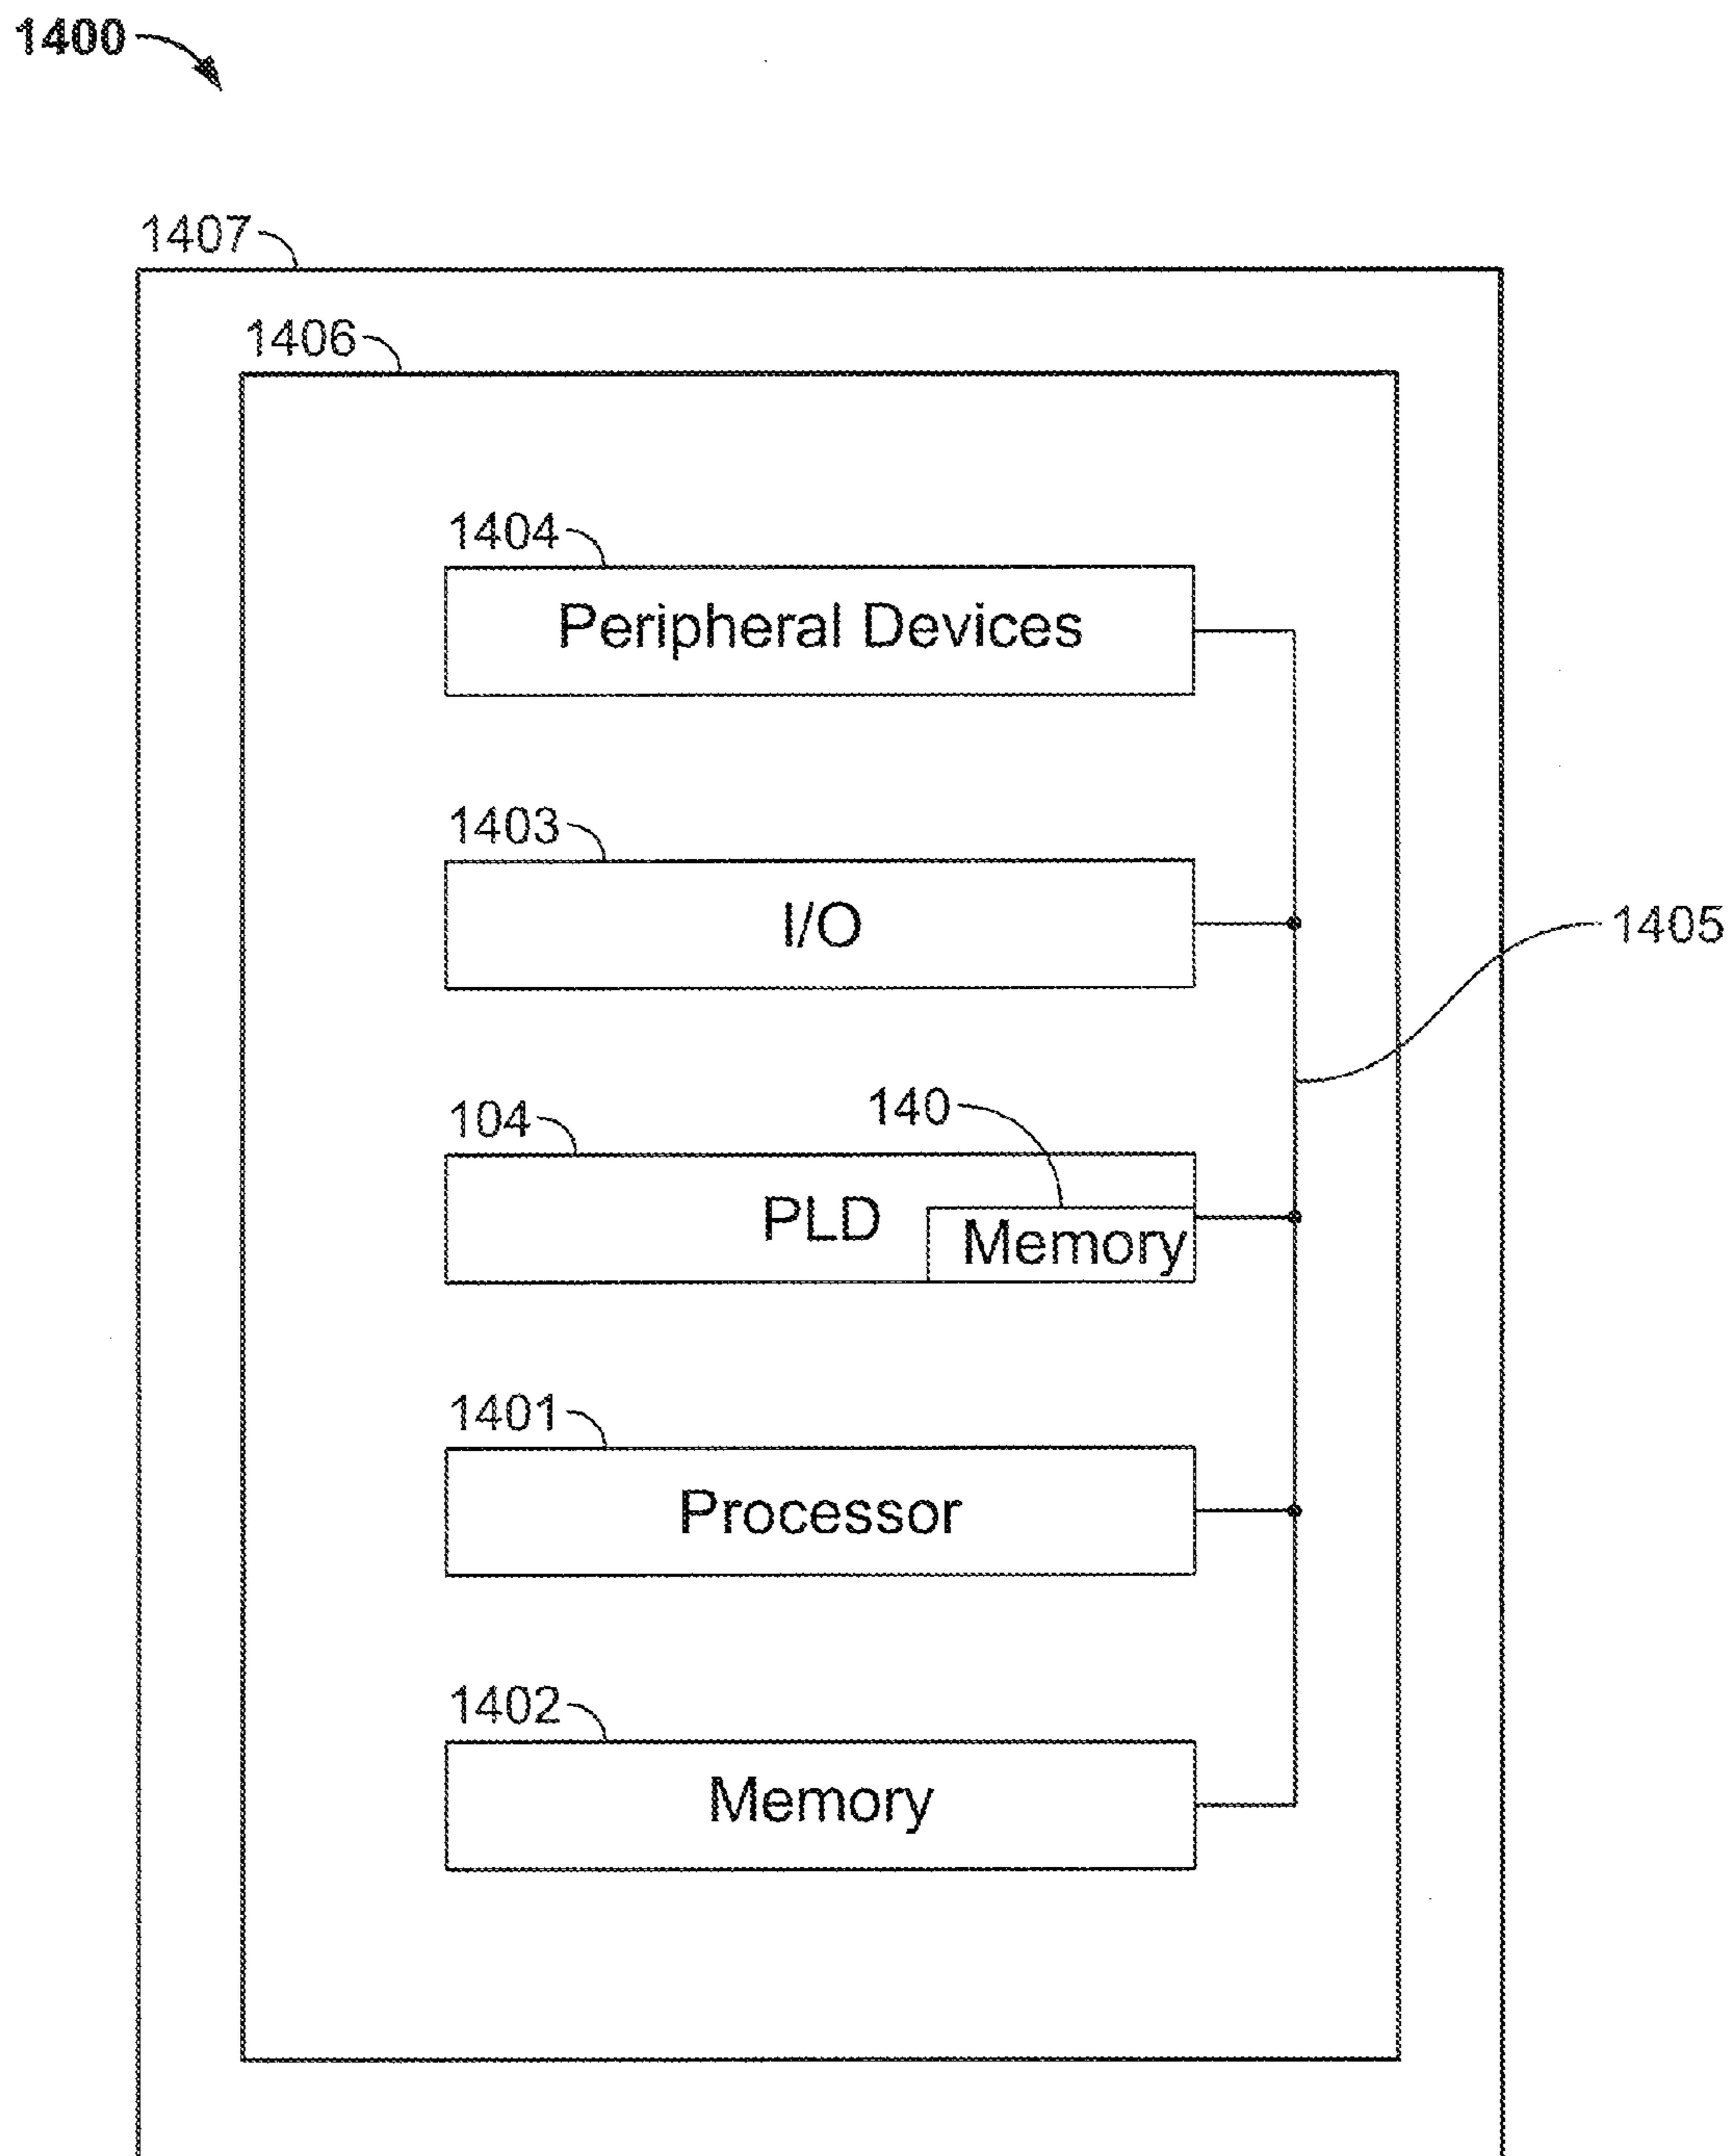 1400
1407
1406
1404
Peripheral Devices
1403
I/O
1405
104
140
PLD
Memory
1401
Processor
1402
Memory